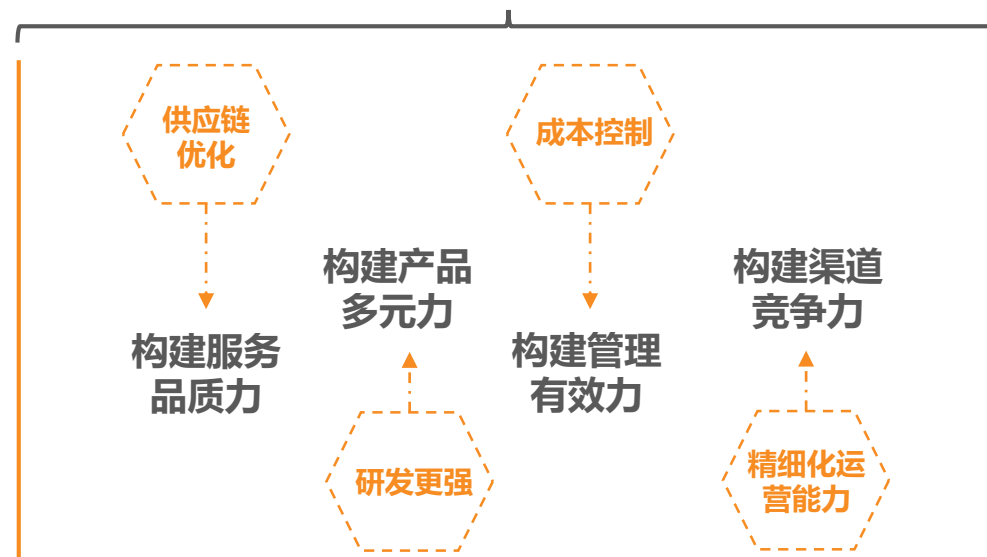 供应链
优化
构建服务
品质力
构建产品
多元力
研发更强
成本控制
构建管理
有效力
构建渠道
竞争力
精细化运
营能力